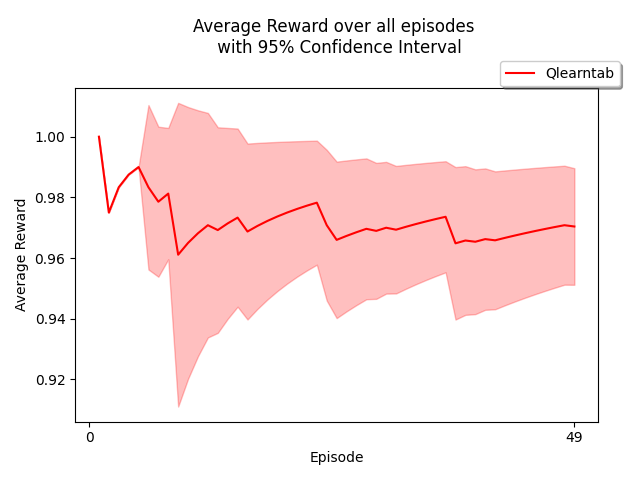 Average Reward over all episodes
with 95% Confidence Interval
Qlearntab
1.00
0.98
0.96
0.94
0.92
Average Reward
0
49
Episode